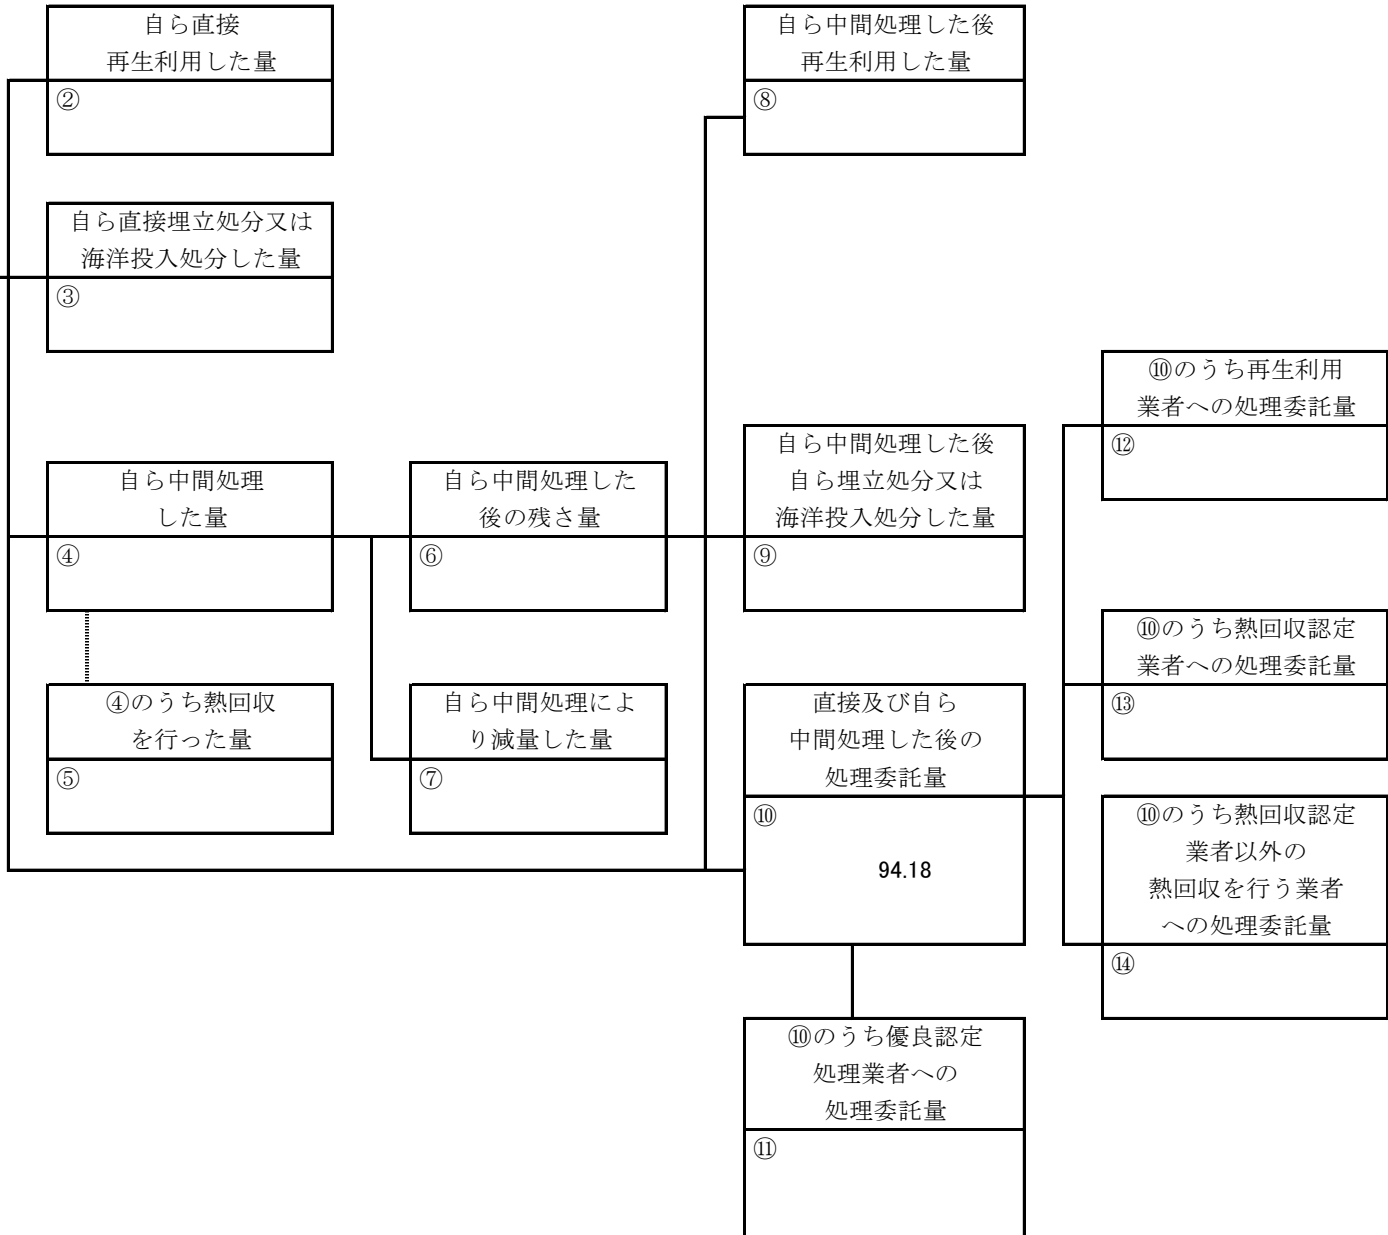 自ら直接
再生利用した量
②
自ら中間処理した後
再生利用した量
⑧
自ら直接埋立処分又は
海洋投入処分した量
③
⑩のうち再生利用
業者への処理委託量
⑫
自ら中間処理
した量
④
自ら中間処理した
後の残さ量
⑥
自ら中間処理した後
自ら埋立処分又は
海洋投入処分した量
⑨
⑩のうち熱回収認定
業者への処理委託量
⑬
④のうち熱回収
を行った量
⑤
自ら中間処理によ
り減量した量
⑦
直接及び自ら
中間処理した後の
処理委託量
⑩
94.18
⑩のうち熱回収認定
業者以外の
熱回収を行う業者
への処理委託量
⑭
⑩のうち優良認定
処理業者への
処理委託量
⑪